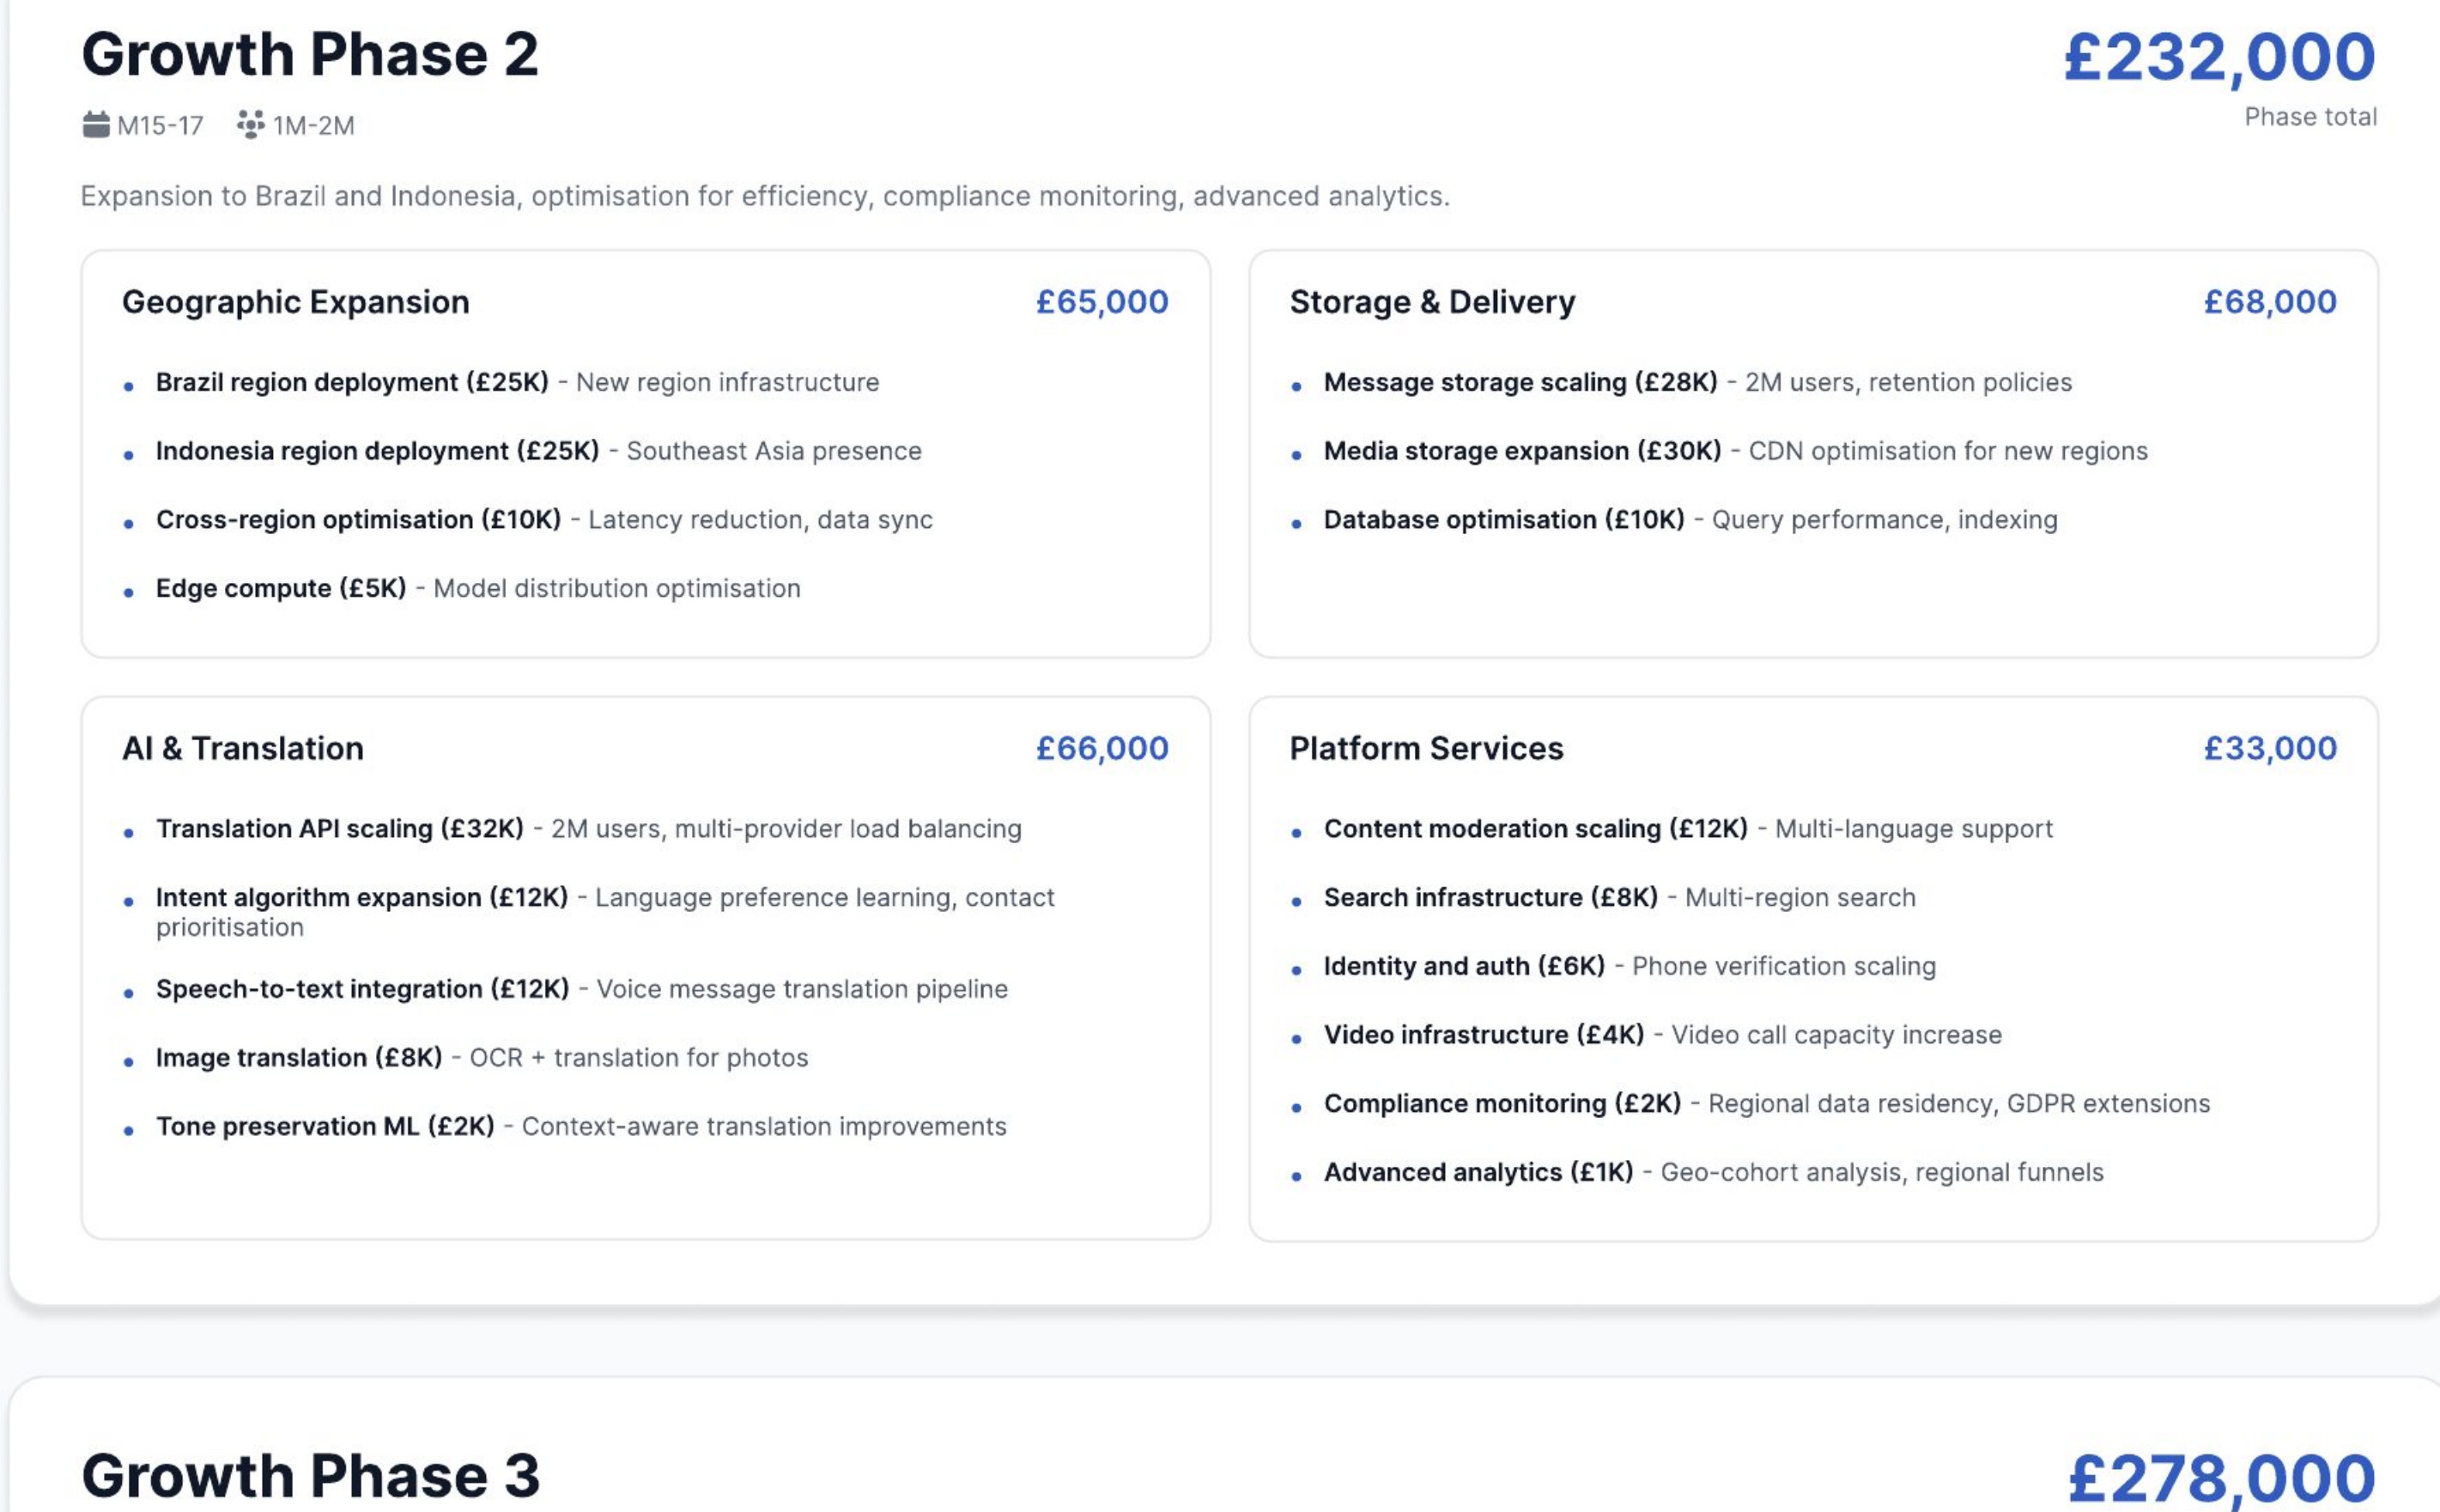 Growth Phase 2
£232,000
M15-17
1M-2M
Phase total
Expansion to Brazil and Indonesia, optimisation for efficiency, compliance monitoring, advanced analytics.
Geographic Expansion
£65,000
• Brazil region deployment (£25K) - New region infrastructure
• Indonesia region deployment (£25K) - Southeast Asia presence
• Cross-region optimisation (£10K) - Latency reduction, data sync
• Edge compute (£5K) - Model distribution optimisation
Storage & Delivery
£68,000
• Message storage scaling (£28K) - 2M users, retention policies
• Media storage expansion (£30K) - CDN optimisation for new regions
• Database optimisation (£10K) - Query performance, indexing
AI & Translation
£66,000
• Translation API scaling (£32K) - 2M users, multi-provider load balancing
• Intent algorithm expansion (£12K) - Language preference learning, contact
prioritisation
• Speech-to-text integration (£12K) - Voice message translation pipeline
• Image translation (£8K) - OCR + translation for photos
• Tone preservation ML (£2K) - Context-aware translation improvements
Platform Services
£33,000
• Content moderation scaling (£12K) - Multi-language support
• Search infrastructure (£8K) - Multi-region search
• Identity and auth (£6K) - Phone verification scaling
• Video infrastructure (£4K) - Video call capacity increase
• Compliance monitoring (£2K) - Regional data residency, GDPR extensions
• Advanced analytics (£1K) - Geo-cohort analysis, regional funnels
Growth Phase 3
£278,000